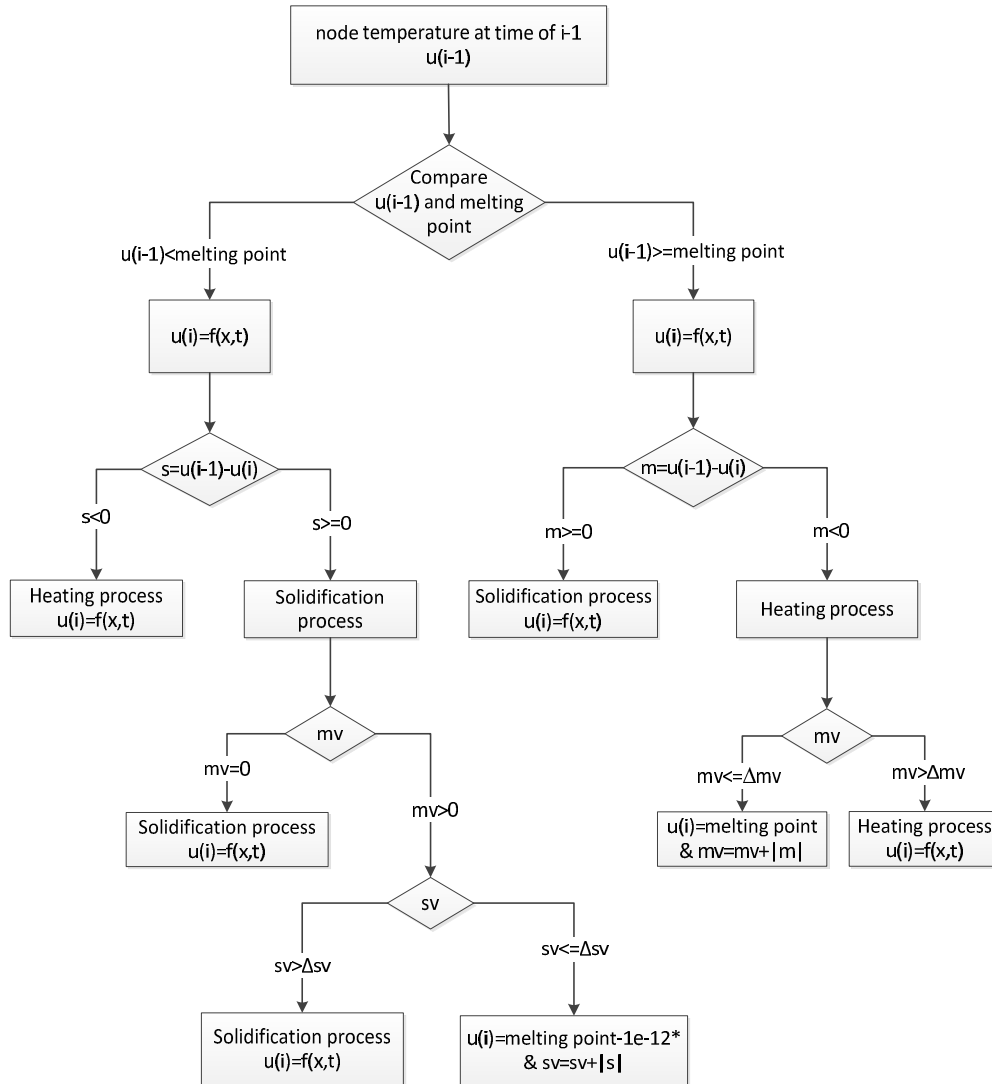 node temperature at time of i-1
u(i-1)
Compare
u(i-1) and melting
point
u(i-1)<melting point
u(i-1)>=melting point
u(i)=f(x,t)
u(i)=f(x,t)
s=u(i-1)-u(i)
m=u(i-1)-u(i)
s<0
s>=0
m>=0
m<0
Heating process
u(i)=f(x,t)
Solidification
process
Solidification process
u(i)=f(x,t)
Heating process
mv
mv
mv=0
mv>0
mv<=Δmv
mv>Δmv
Solidification process
u(i)=f(x,t)
u(i)=melting point
& mv=mv+|m|
Heating process
u(i)=f(x,t)
sv
sv>Δsv
sv<=Δsv
Solidification process
u(i)=f(x,t)
u(i)=melting point-1e-12*
& sv=sv+|s|